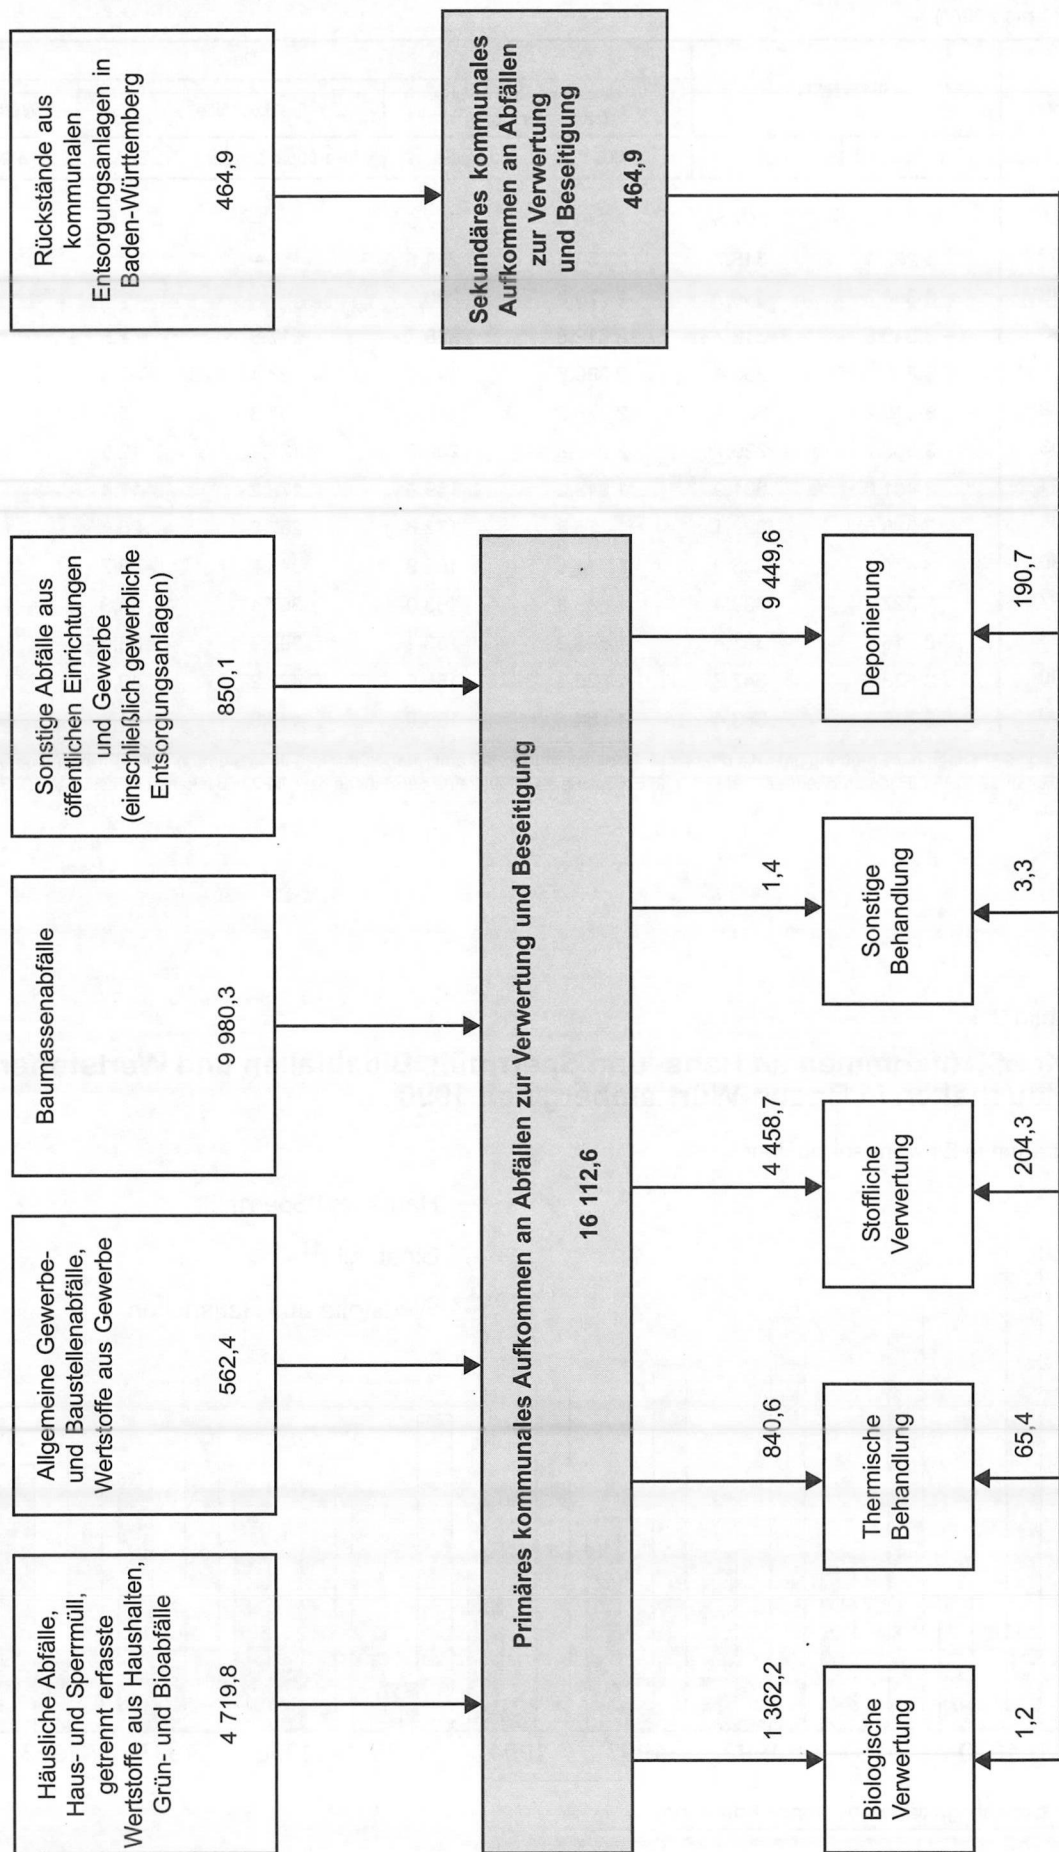 Häusliche Abfälle,
Haus- und Sperrmüll,
getrennt erfasste
Wertstoffe aus Haushalten,
Grün- und Bioabfälle
4 719,8
Allgemeine Gewerbe-
und Baustellenabfälle,
Wertstoffe aus Gewerbe
562,4
Baumassenabfälle
9 980,3
Sonstige Abfälle aus
öffentlichen Einrichtungen
und Gewerbe
(einschließlich gewerbliche
Entsorgungsanlagen)
850,1
Rückstände aus
kommunalen
Entsorgungsanlagen in
Baden-Württemberg
464,9
Primäres kommunales Aufkommen an Abfällen zur Verwertung und Beseitigung
16 112,6
Sekundäres kommunales
Aufkommen an Abfällen
zur Verwertung
und Beseitigung
464,9
1 362,2
840,6
4 458,7
1,4
9 449,6
Biologische
Verwertung
Thermische
Behandlung
Stoffliche
Verwertung
Sonstige
Behandlung
Deponierung
1,2
65,4
204,3
3,3
190,7